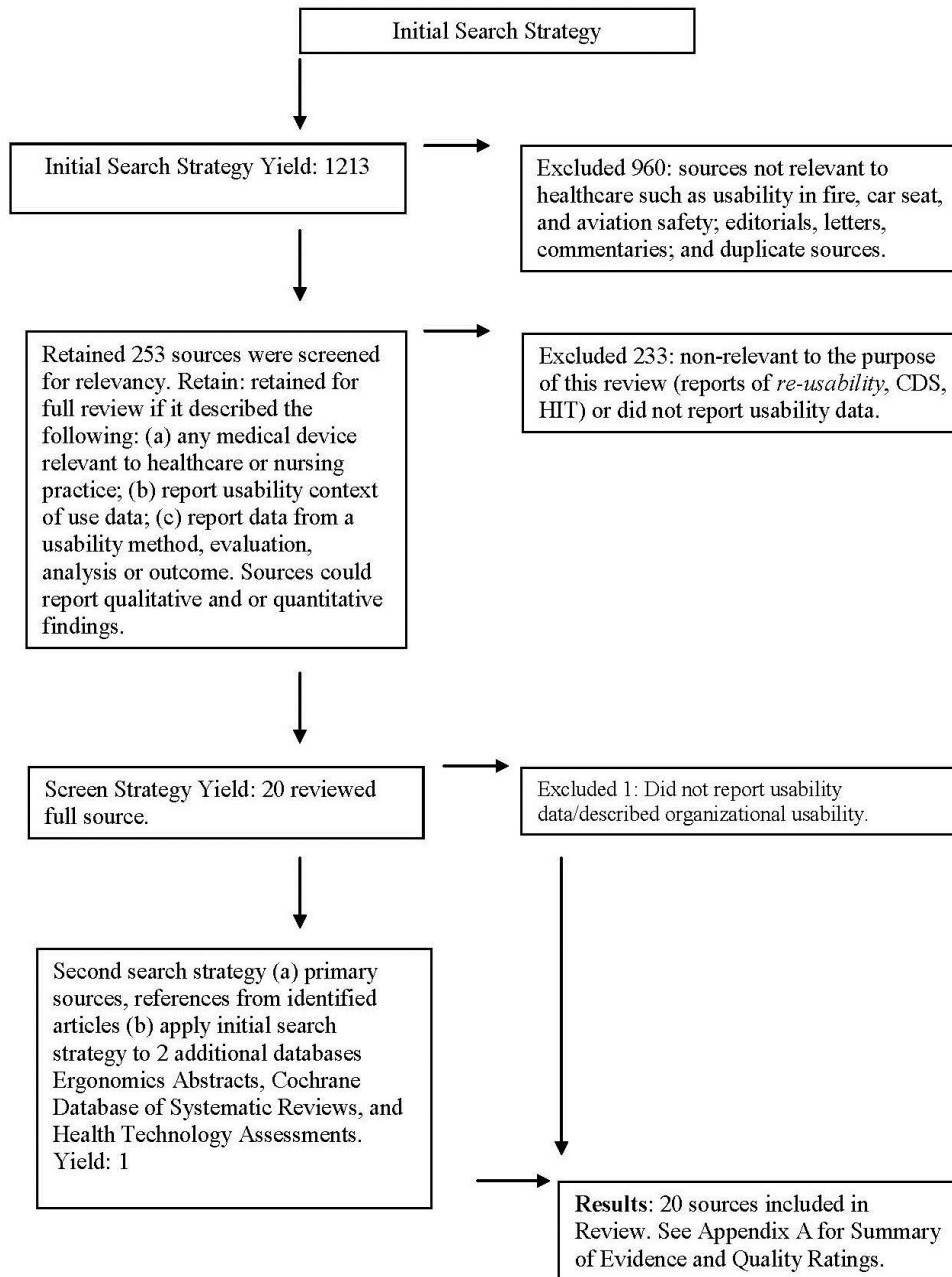 Initial Search Strategy
Initial Search Strategy Yield: 1213
Excluded 960: sources not relevant to
healthcare such as usability in fire, car seat,
and aviation safety; editorials, letters,
commentaries; and duplicate sources.
Retained 253 sources were screened
for relevancy. Retain: retained for
full review if it described the
following: (a) any medical device
relevant to healthcare or nursing
practice; (b) report usability context
of use data; (c) report data from a
usability method, evaluation,
analysis or outcome. Sources could
report qualitative and or quantitative
findings.
Excluded 233: non-relevant to the purpose
of this review (reports of re-usability, CDS,
HIT) or did not report usability data.
Screen Strategy Yield: 20 reviewed
full source.
Excluded 1: Did not report usability
data/described organizational usability.
Second search strategy (a) primary
sources, references from identified
articles (b) apply initial search
strategy to 2 additional databases
Ergonomics Abstracts, Cochrane
Database of Systematic Reviews, and
Health Technology Assessments.
Yield: 1
Results: 20 sources included in
Review. See Appendix A for Summary
of Evidence and Quality Ratings.